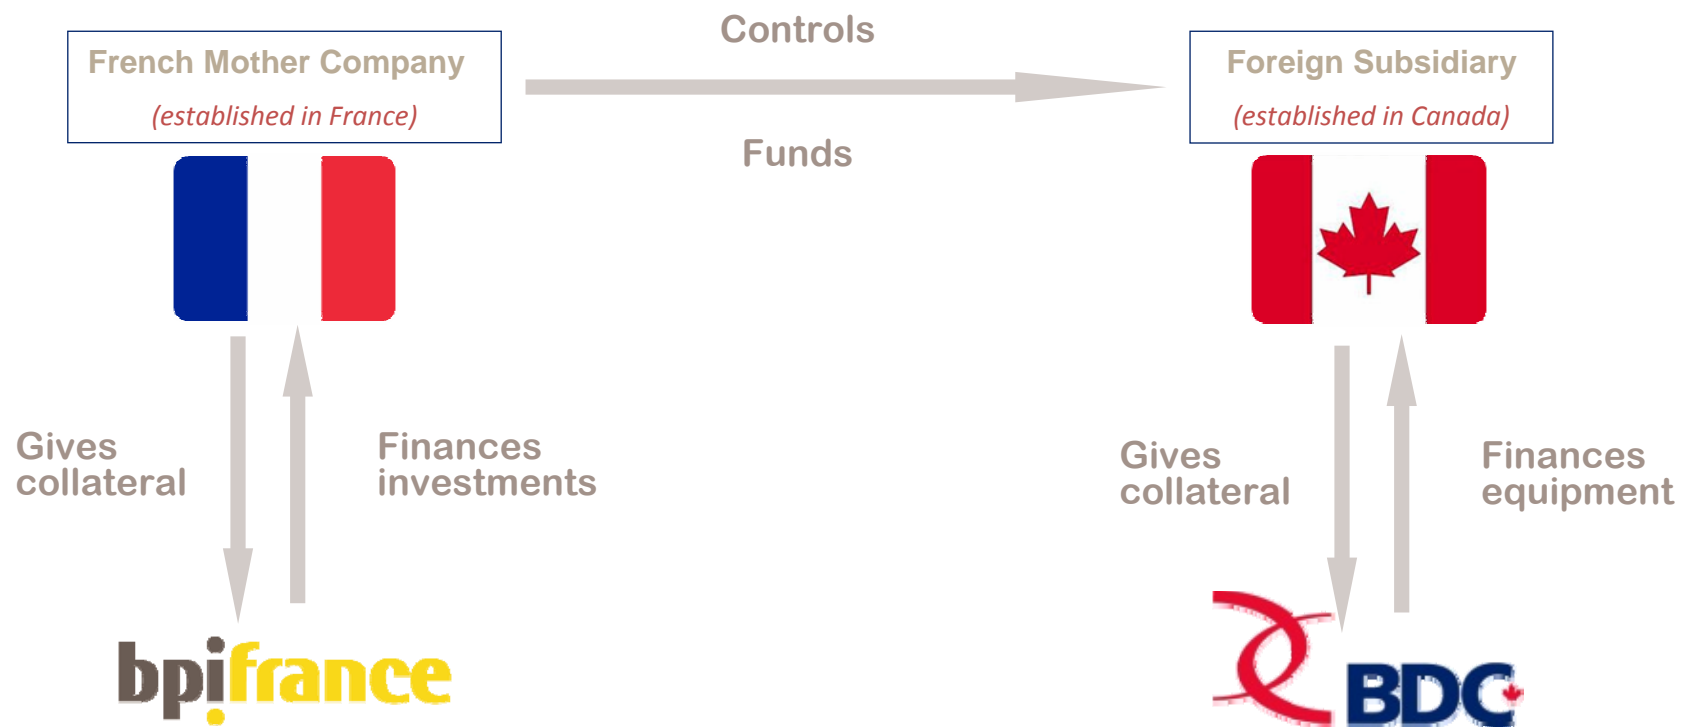 Controls
French Mother Company
(established in France)
Foreign Subsidiary
(established in Canada)
Funds
Gives
collateral
Finances
investments
Gives
collateral
Finances
equipment
bpifrance
BDC